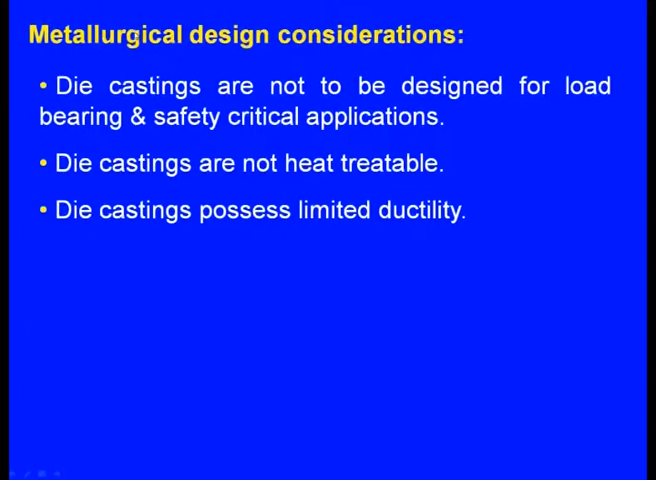 Metallurgical design considerations:
• Die castings are not to be designed for load
bearing & safety critical applications.
• Die castings are not heat treatable.
• Die castings possess limited ductility.